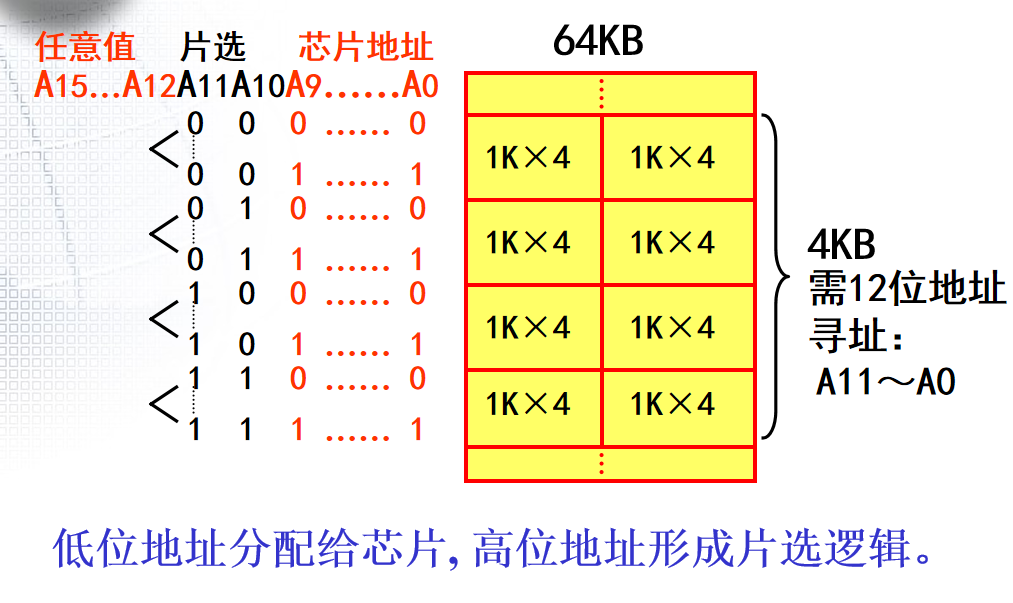 任意值 片选 芯片地址 64KB
A15...A12A11A10A9......A0
0 0 0 ...... 0
1K×4 1K×4
0 0 1 ...... 1
0 1 0 ...... 0
1K×4 1K×4
0 1 1 ...... 1
1 0 0 ...... 0
1K×4 1K×4
1 0 1 ...... 1
1 1 0 ...... 0
1K×4 1K×4
1 1 1 ...... 1
4KB
需12位地址
寻址：
A11～A0
低位地址分配给芯片,高位地址形成片选逻辑。